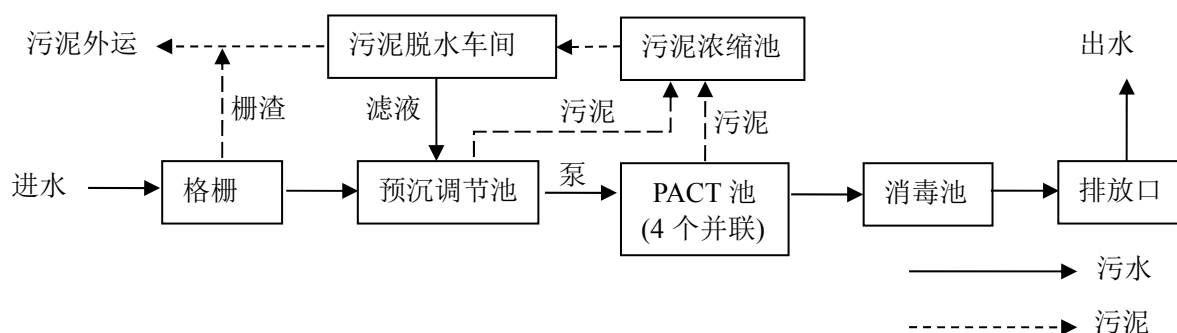 污泥外运
污泥脱水车间
污泥浓缩池
出水
栅渣
滤液
污泥
污泥
进水
格栅
预沉调节池
泵
PACT 池
(4 个并联)
消毒池
排放口
污水
污泥